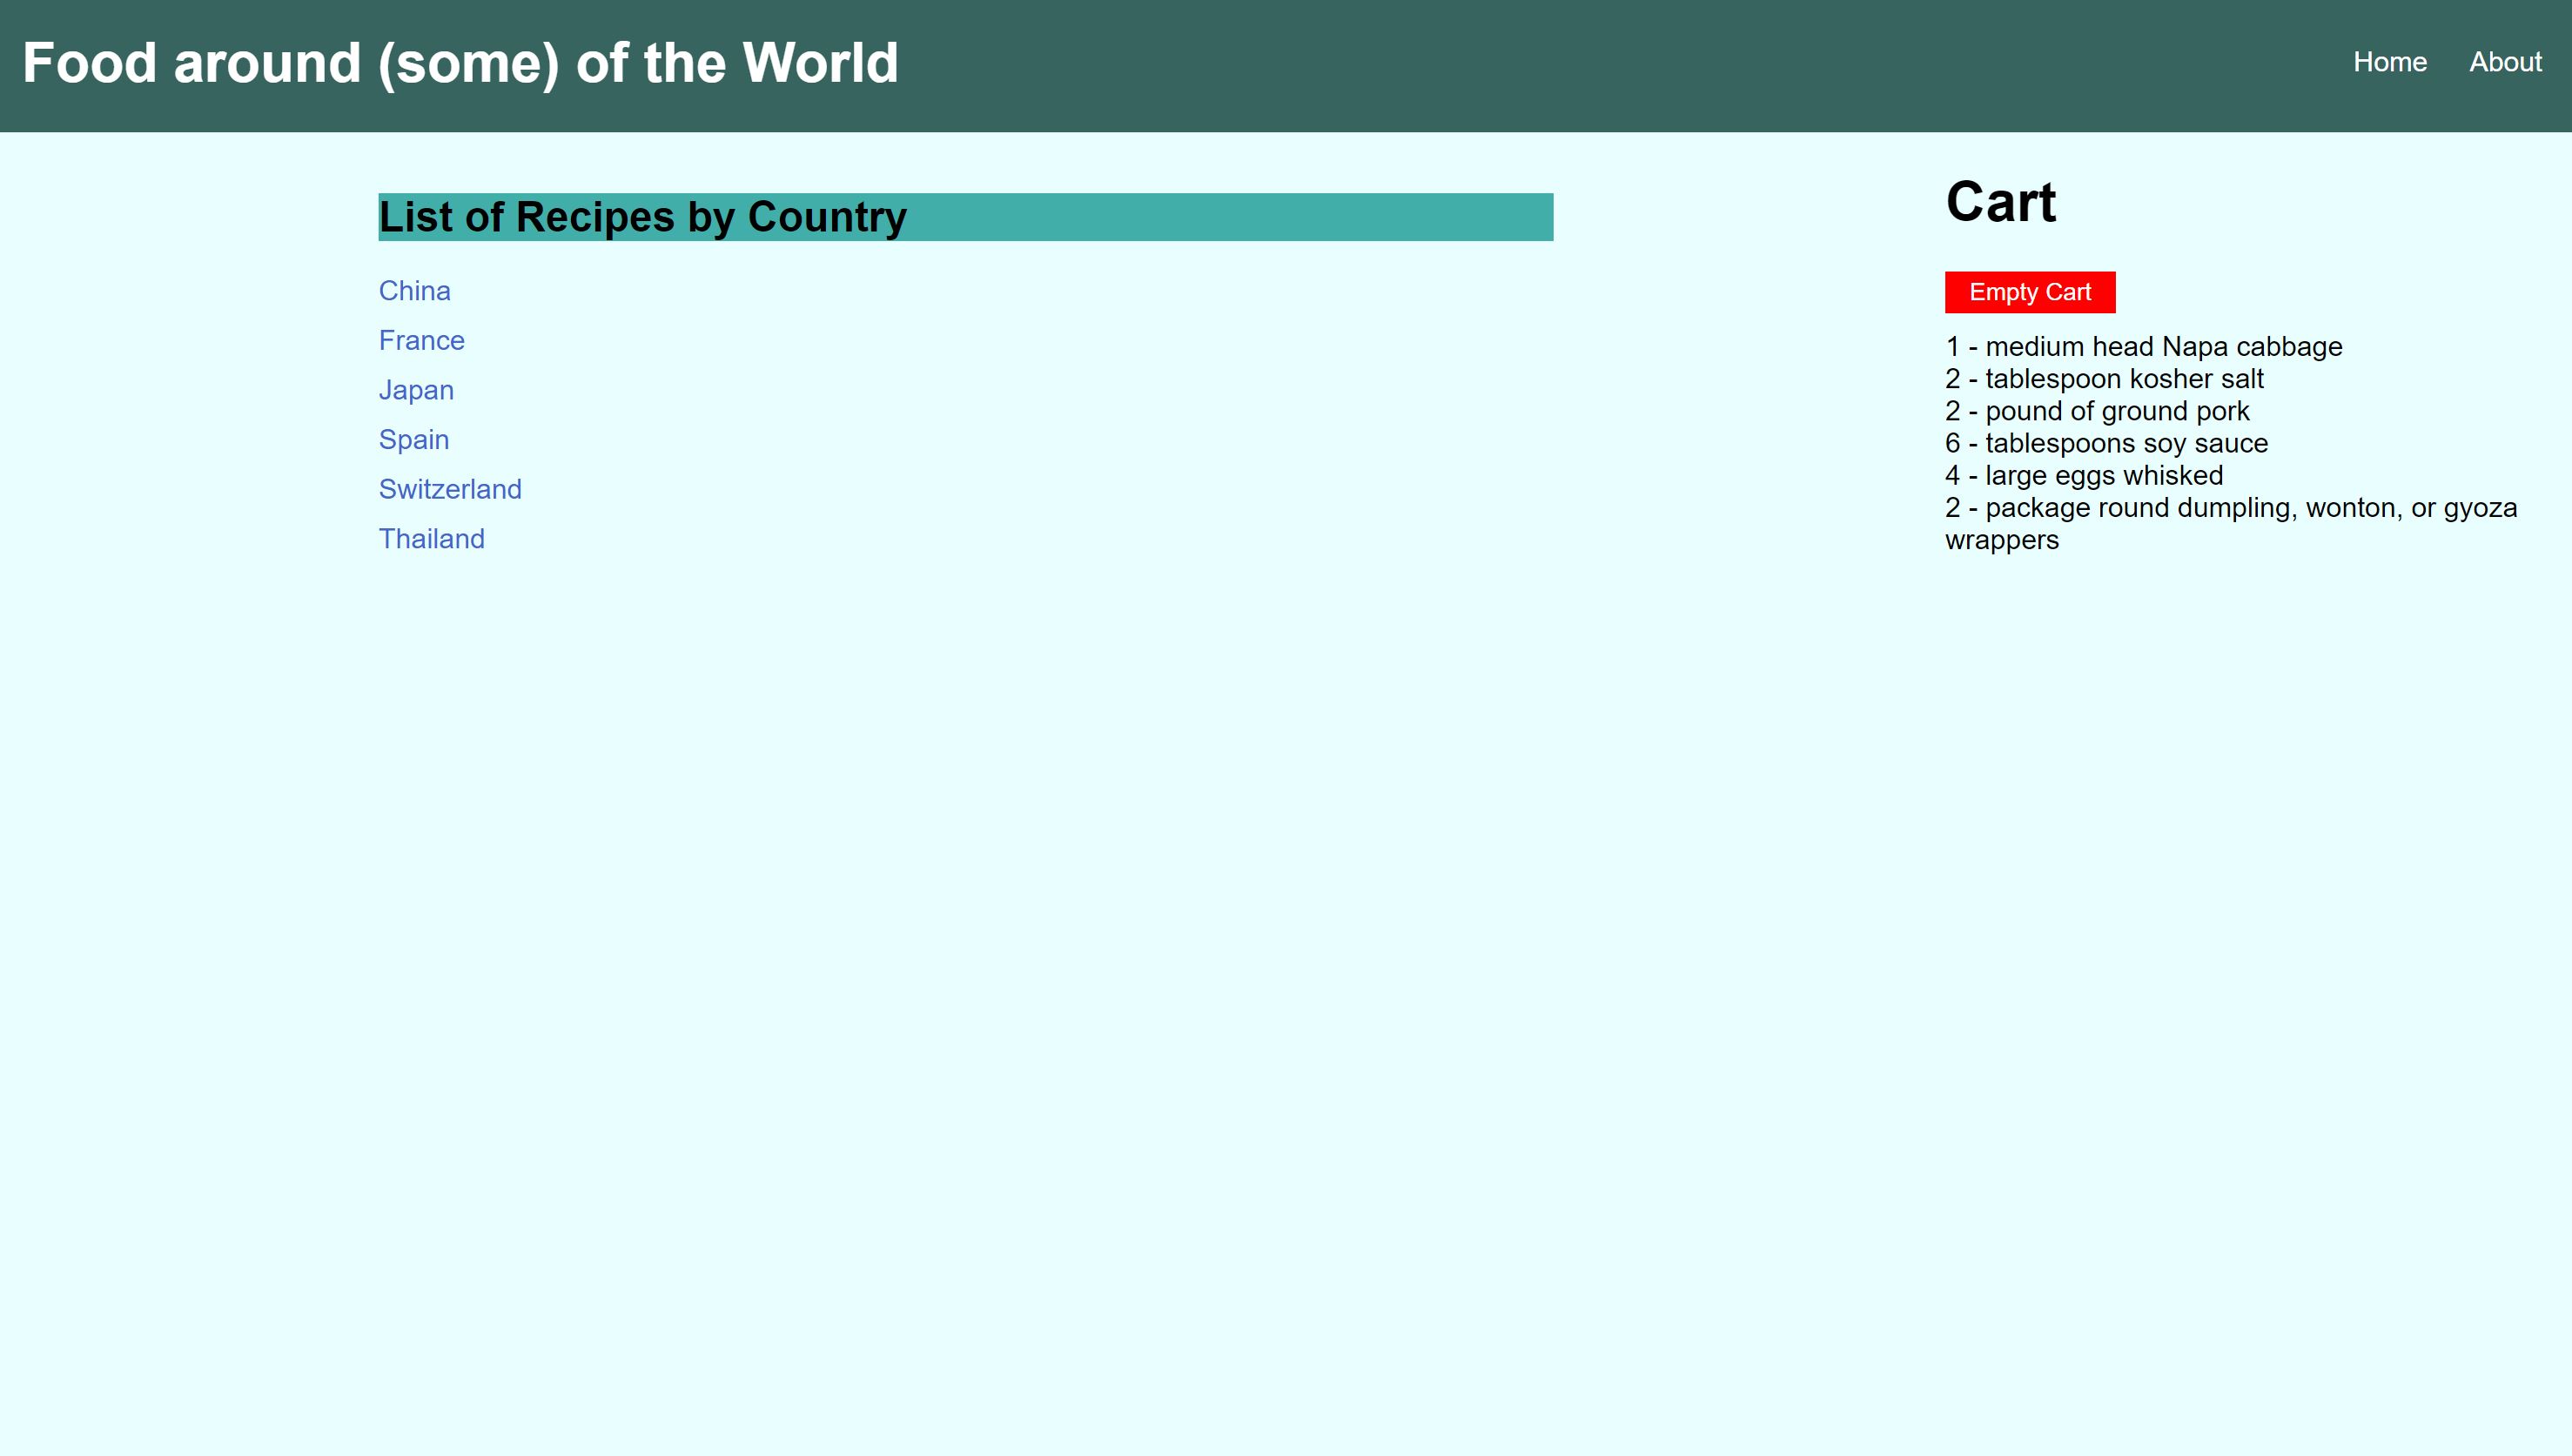 Food around (some) of the World
Home
About
List of Recipes by Country
China
France
Japan
Spain
Switzerland
Thailand
Cart
Empty Cart
1 - medium head Napa cabbage
2 - tablespoon kosher salt
2 - pound of ground pork
6 - tablespoons soy sauce
4 - large eggs whisked
2 - package round dumpling, wonton, or gyoza
wrappers